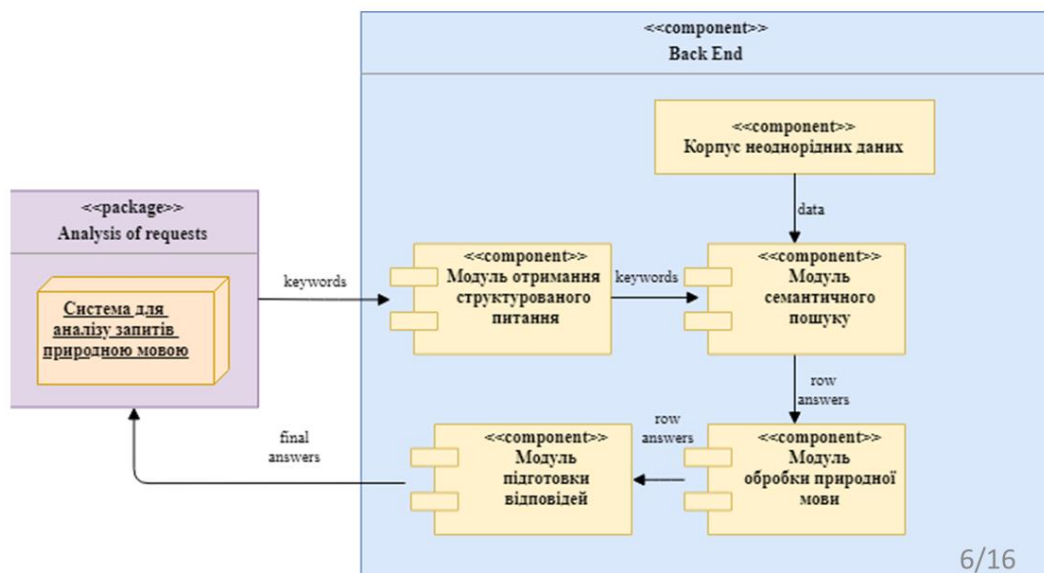 <<component>>
Back End
<<component>>
Корпус неоднорідних даних
data
<<package>>
Analysis of requests
Система для
аналізу запитів
природною мовою
keywords
<<component>>
Модуль отримання
структурованого
питання
keywords
<<component>>
Модуль
семантичного
пошуку
row
answers
<<component>>
Модуль
обробки природної
мови
row
answers
<<component>>
Модуль
підготовки
відповідей
final
answers
6/16